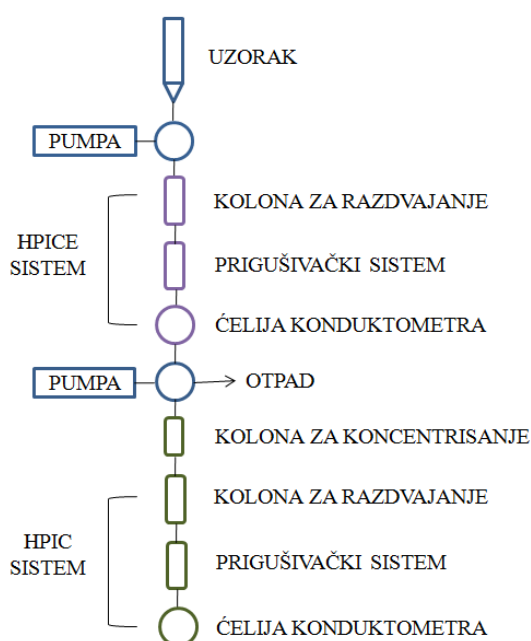 UZORAK
PUMPA
KOLONA ZA RAZDVAJANJE
HPICE
SISTEM
PRIGUŠIVAČKI SISTEM
ĆELIJA KONDUKTOMETRA
PUMPA
OTPAD
KOLONA ZA KONCENTRISANJE
KOLONA ZA RAZDVAJANJE
HPIC
SISTEM
PRIGUŠIVAČKI SISTEM
ĆELIJA KONDUKTOMETRA